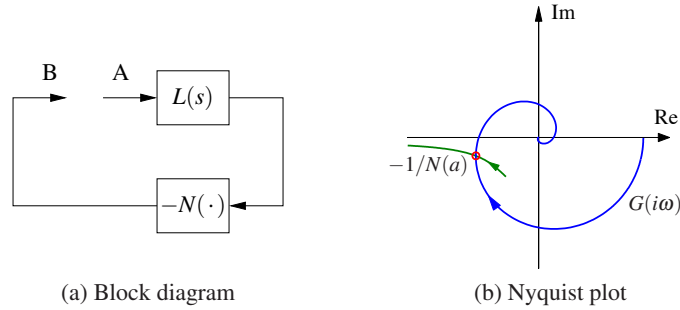 B
A
L(s)
−N(·)
(a) Block diagram
Im
Re
−1/N(a)
G(iω)
(b) Nyquist plot